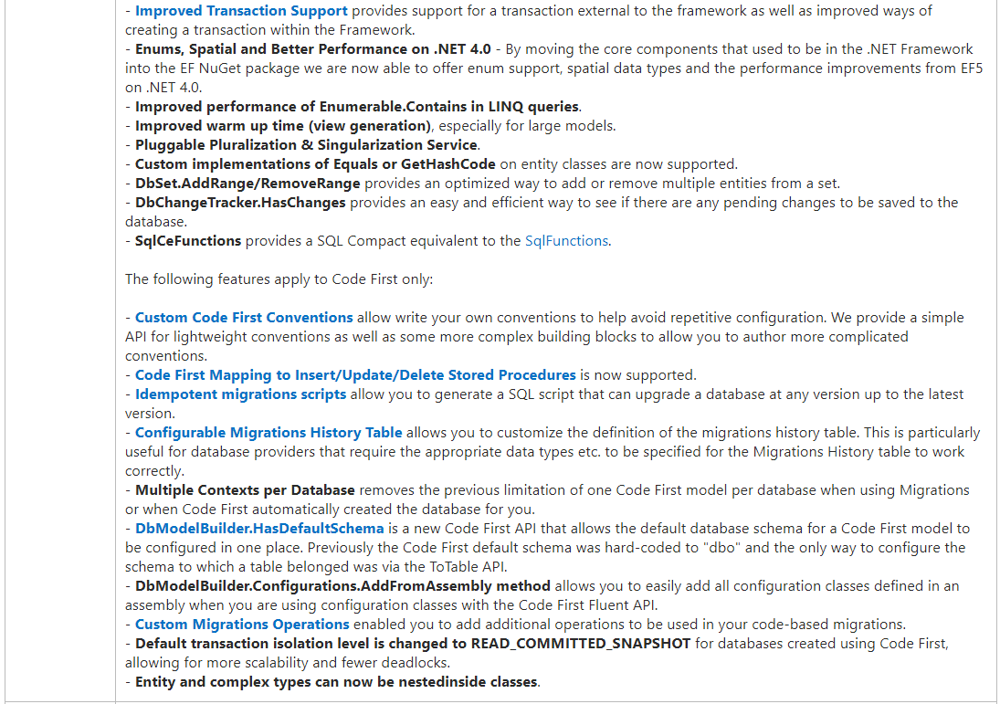 - Improved Transaction Support provides support for a transaction external to the framework as well as improved ways of
creating a transaction within the Framework.
- Enums, Spatial and Better Performance on .NET 4.0 - By moving the core components that used to be in the .NET Framework
into the EF NuGet package we are now able to offer enum support, spatial data types and the performance improvements from EF5
on .NET 4.0.
- Improved performance of Enumerable.Contains in LINQ queries.
- Improved warm up time (view generation), especially for large models.
- Pluggable Pluralization & Singularization Service.
- Custom implementations of Equals or GetHashCode on entity classes are now supported.
- DbSet.AddRange/RemoveRange provides an optimized way to add or remove multiple entities from a set.
- DbChangeTracker.HasChanges provides an easy and efficient way to see if there are any pending changes to be saved to the
database.
- SqlCeFunctions provides a SQL Compact equivalent to the SqlFunctions.
The following features apply to Code First only:
- Custom Code First Conventions allow write your own conventions to help avoid repetitive configuration. We provide a simple
API for lightweight conventions as well as some more complex building blocks to allow you to author more complicated
conventions.
- Code First Mapping to Insert/Update/Delete Stored Procedures is now supported.
- Idempotent migrations scripts allow you to generate a SQL script that can upgrade a database at any version up to the latest
version.
- Configurable Migrations History Table allows you to customize the definition of the migrations history table. This is particularly
useful for database providers that require the appropriate data types etc. to be specified for the Migrations History table to work
correctly.
- Multiple Contexts per Database removes the previous limitation of one Code First model per database when using Migrations
or when Code First automatically created the database for you.
- DbModelBuilder.HasDefaultSchema is a new Code First API that allows the default database schema for a Code First model to
be configured in one place. Previously the Code First default schema was hard-coded to "dbo" and the only way to configure the
schema to which a table belonged was via the ToTable API.
- DbModelBuilder.Configurations.AddFromAssembly method allows you to easily add all configuration classes defined in an
assembly when you are using configuration classes with the Code First Fluent API.
- Custom Migrations Operations enabled you to add additional operations to be used in your code-based migrations.
- Default transaction isolation level is changed to READ_COMMITTED_SNAPSHOT for databases created using Code First,
allowing for more scalability and fewer deadlocks.
- Entity and complex types can now be nestedinside classes.